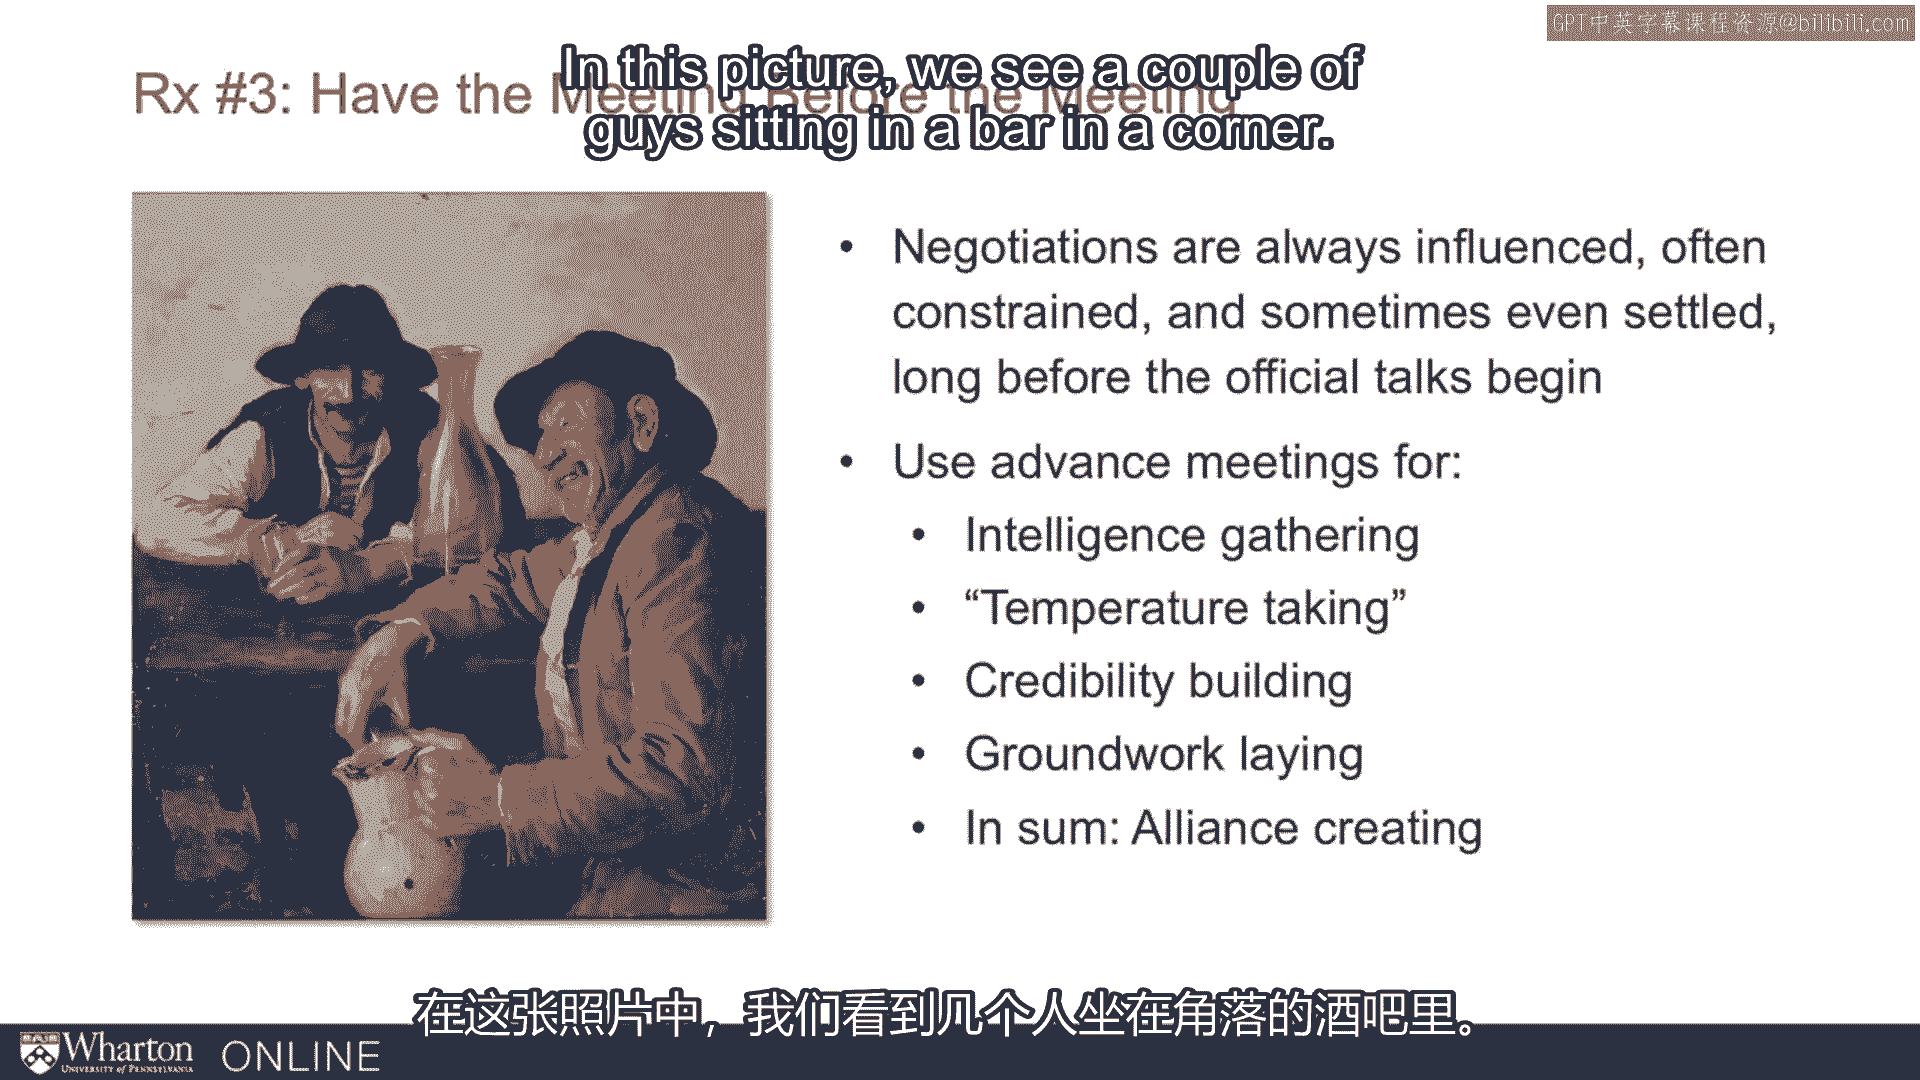 GPT中英字幕课程资源@bilibili.com
In this picture, we see a couple of
guys sitting in a bar in a corner.
Rx #3: Have the Meeting Before the Meeting
• Negotiations are always influenced, often
constrained, and sometimes even settled,
long before the official talks begin
• Use advance meetings for:
• Intelligence gathering
• “Temperature taking”
• Credibility building
• Groundwork laying
• In sum: Alliance creating
在这张照片中，我们看到几个人坐在角落的酒吧里。
Wharton ONLINE
UNIVERSITY OF PENNSYLVANIA